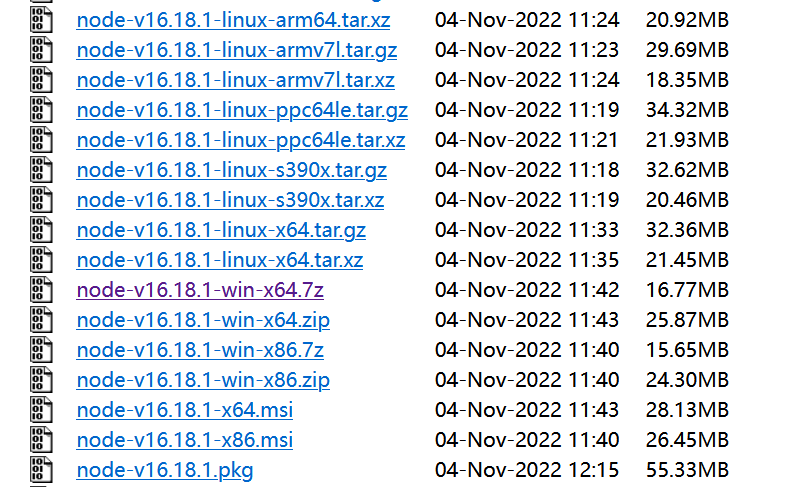 node-v16.18.1-linux-arm64.tar.xz 04-Nov-2022 11:24 20.92MB
node-v16.18.1-linux-armv7l.tar.gz 04-Nov-2022 11:23 29.69MB
node-v16.18.1-linux-armv7l.tar.xz 04-Nov-2022 11:24 18.35MB
node-v16.18.1-linux-ppc64le.tar.gz 04-Nov-2022 11:19 34.32MB
node-v16.18.1-linux-ppc64le.tar.xz 04-Nov-2022 11:21 21.93MB
node-v16.18.1-linux-s390x.tar.gz 04-Nov-2022 11:18 32.62MB
node-v16.18.1-linux-s390x.tar.xz 04-Nov-2022 11:19 20.46MB
node-v16.18.1-linux-x64.tar.gz 04-Nov-2022 11:33 32.36MB
node-v16.18.1-linux-x64.tar.xz 04-Nov-2022 11:35 21.45MB
node-v16.18.1-win-x64.7z 04-Nov-2022 11:42 16.77MB
node-v16.18.1-win-x64.zip 04-Nov-2022 11:43 25.87MB
node-v16.18.1-win-x86.7z 04-Nov-2022 11:40 15.65MB
node-v16.18.1-win-x86.zip 04-Nov-2022 11:40 24.30MB
node-v16.18.1-x64.msi 04-Nov-2022 11:43 28.13MB
node-v16.18.1-x86.msi 04-Nov-2022 11:40 26.45MB
node-v16.18.1.pkg 04-Nov-2022 12:15 55.33MB